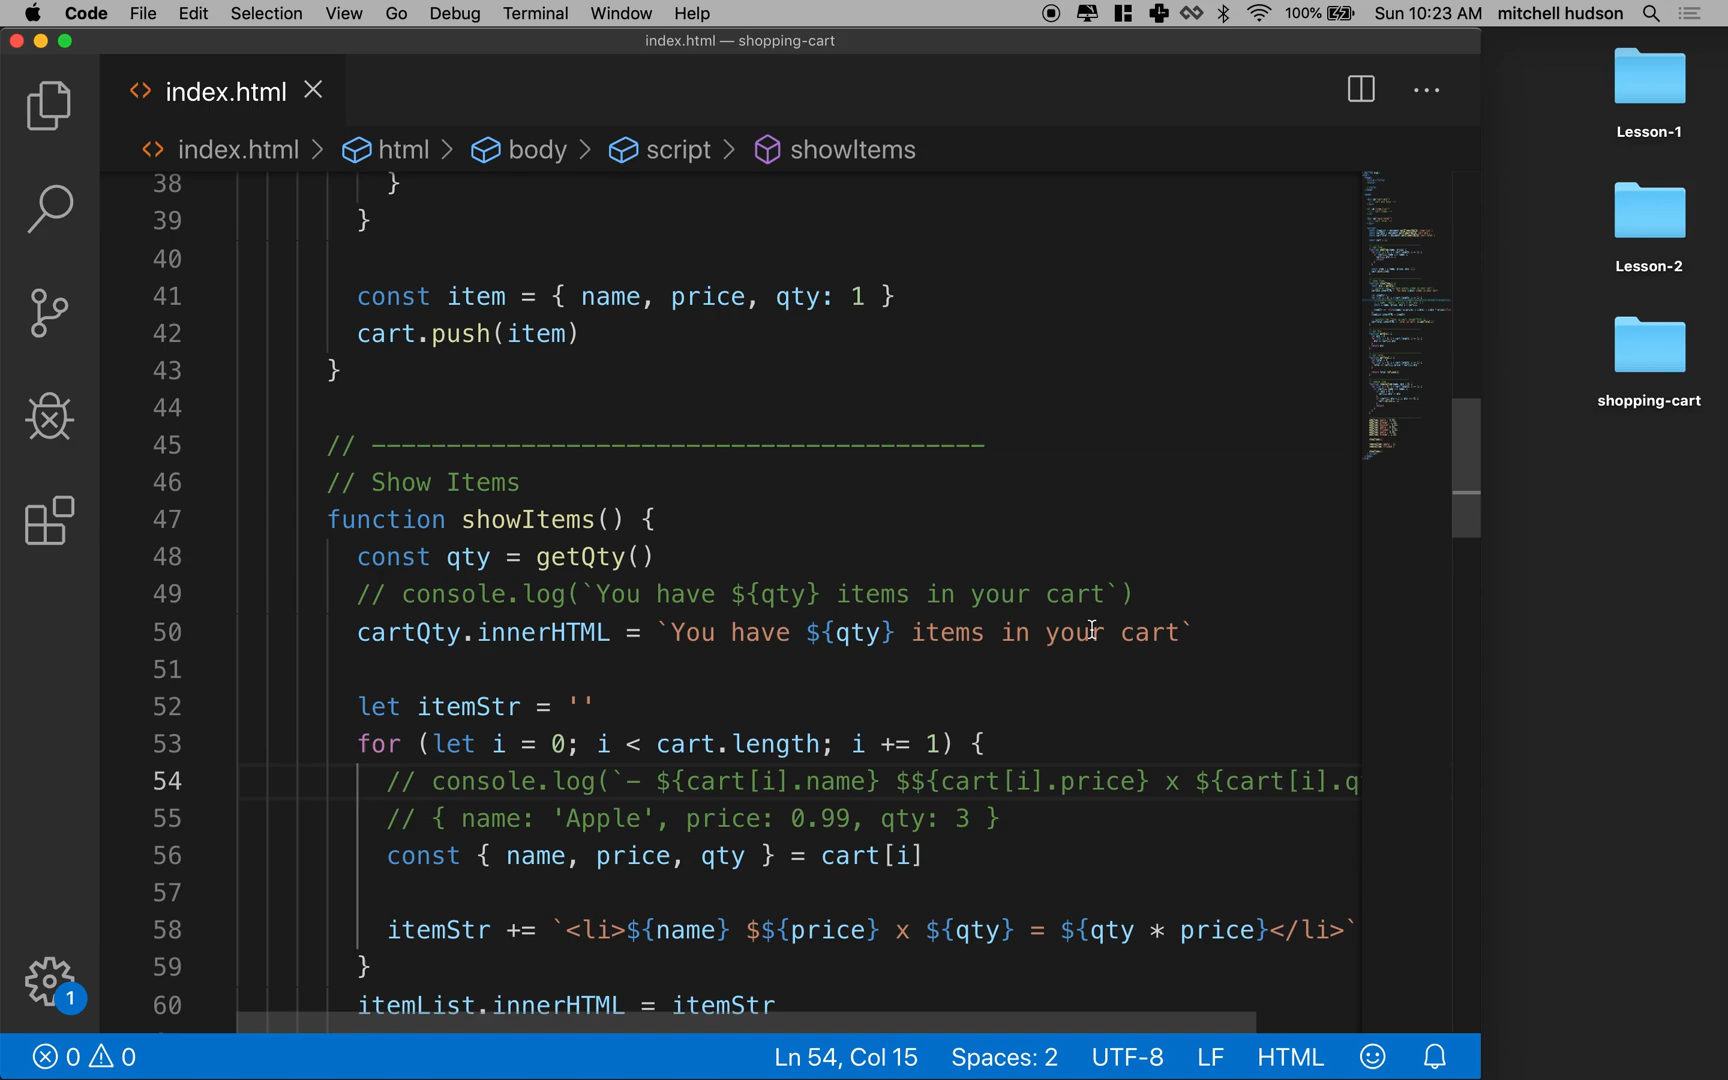 Code File Edit Selection View Go Debug Terminal Window Help 100% Sun 10:23 AM mitchell hudson
index.html — shopping-cart
index.html
index.html > html > body > script > showItems
38 }
39 }
40
41 const item = { name, price, qty: 1 }
42 cart.push(item)
43 }
44
45 // -----------------------------------------
46 // Show Items
47 function showItems() {
48 const qty = getQty()
49 // console.log(`You have ${qty} items in your cart`)
50 cartQty.innerHTML = `You have ${qty} items in your cart`
51
52 let itemStr = ''
53 for (let i = 0; i < cart.length; i += 1) {
54 // console.log(`- ${cart[i].name} $${cart[i].price} x ${cart[i].q
55 // { name: 'Apple', price: 0.99, qty: 3 }
56 const { name, price, qty } = cart[i]
57
58 itemStr += `<li>${name} $${price} x ${qty} = ${qty * price}</li>`
59 }
60 itemList.innerHTML = itemStr
1
0 0 Ln 54, Col 15 Spaces: 2 UTF-8 LF HTML
Lesson-1
Lesson-2
shopping-cart